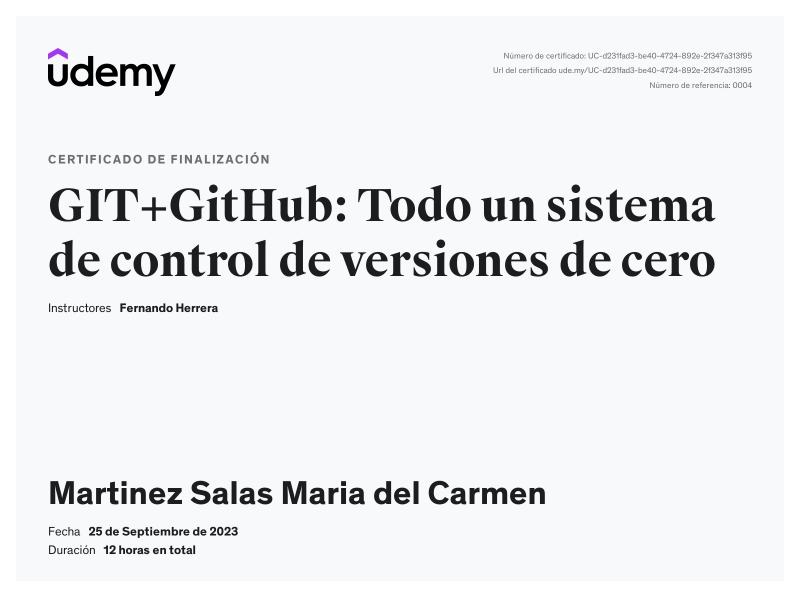 udemy
Número de certificado: UC-d231fad3-be40-4724-892e-2f347a313f95
Url del certificado ude.my/UC-d231fad3-be40-4724-892e-2f347a313f95
Número de referencia: 0004
CERTIFICADO DE FINALIZACIÓN
GIT+GitHub: Todo un sistema
de control de versiones de cero
Instructores Fernando Herrera
Martinez Salas Maria del Carmen
Fecha 25 de Septiembre de 2023
Duración 12 horas en total